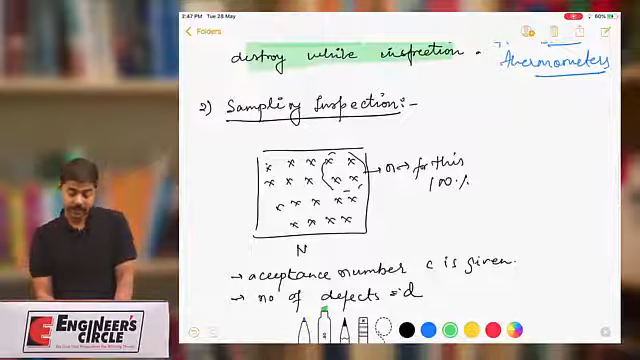 2:47 PM Tue 28 May
60%
Folders
destroy while inspection.
Thermometers
2) Sampling Inspection:-
n → for this
100%
N
→ aceptance number c is given.
→ no of defects = d
ENGINEER'S
CIRCLE